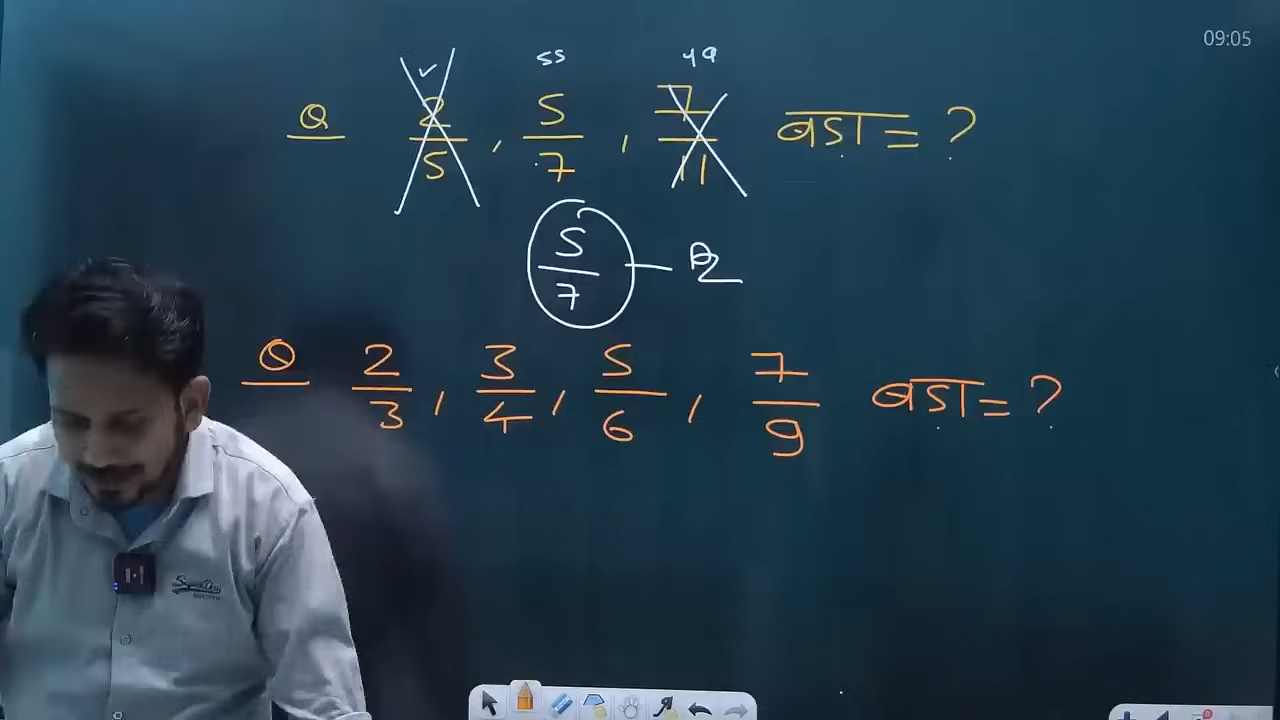 09:05
✓ 55 49
Q 2/5 , 5/7 , 7/11 बड़ा = ?
5/7 —
Q 2/3 , 3/4 , 5/6 , 7/9 बड़ा = ?